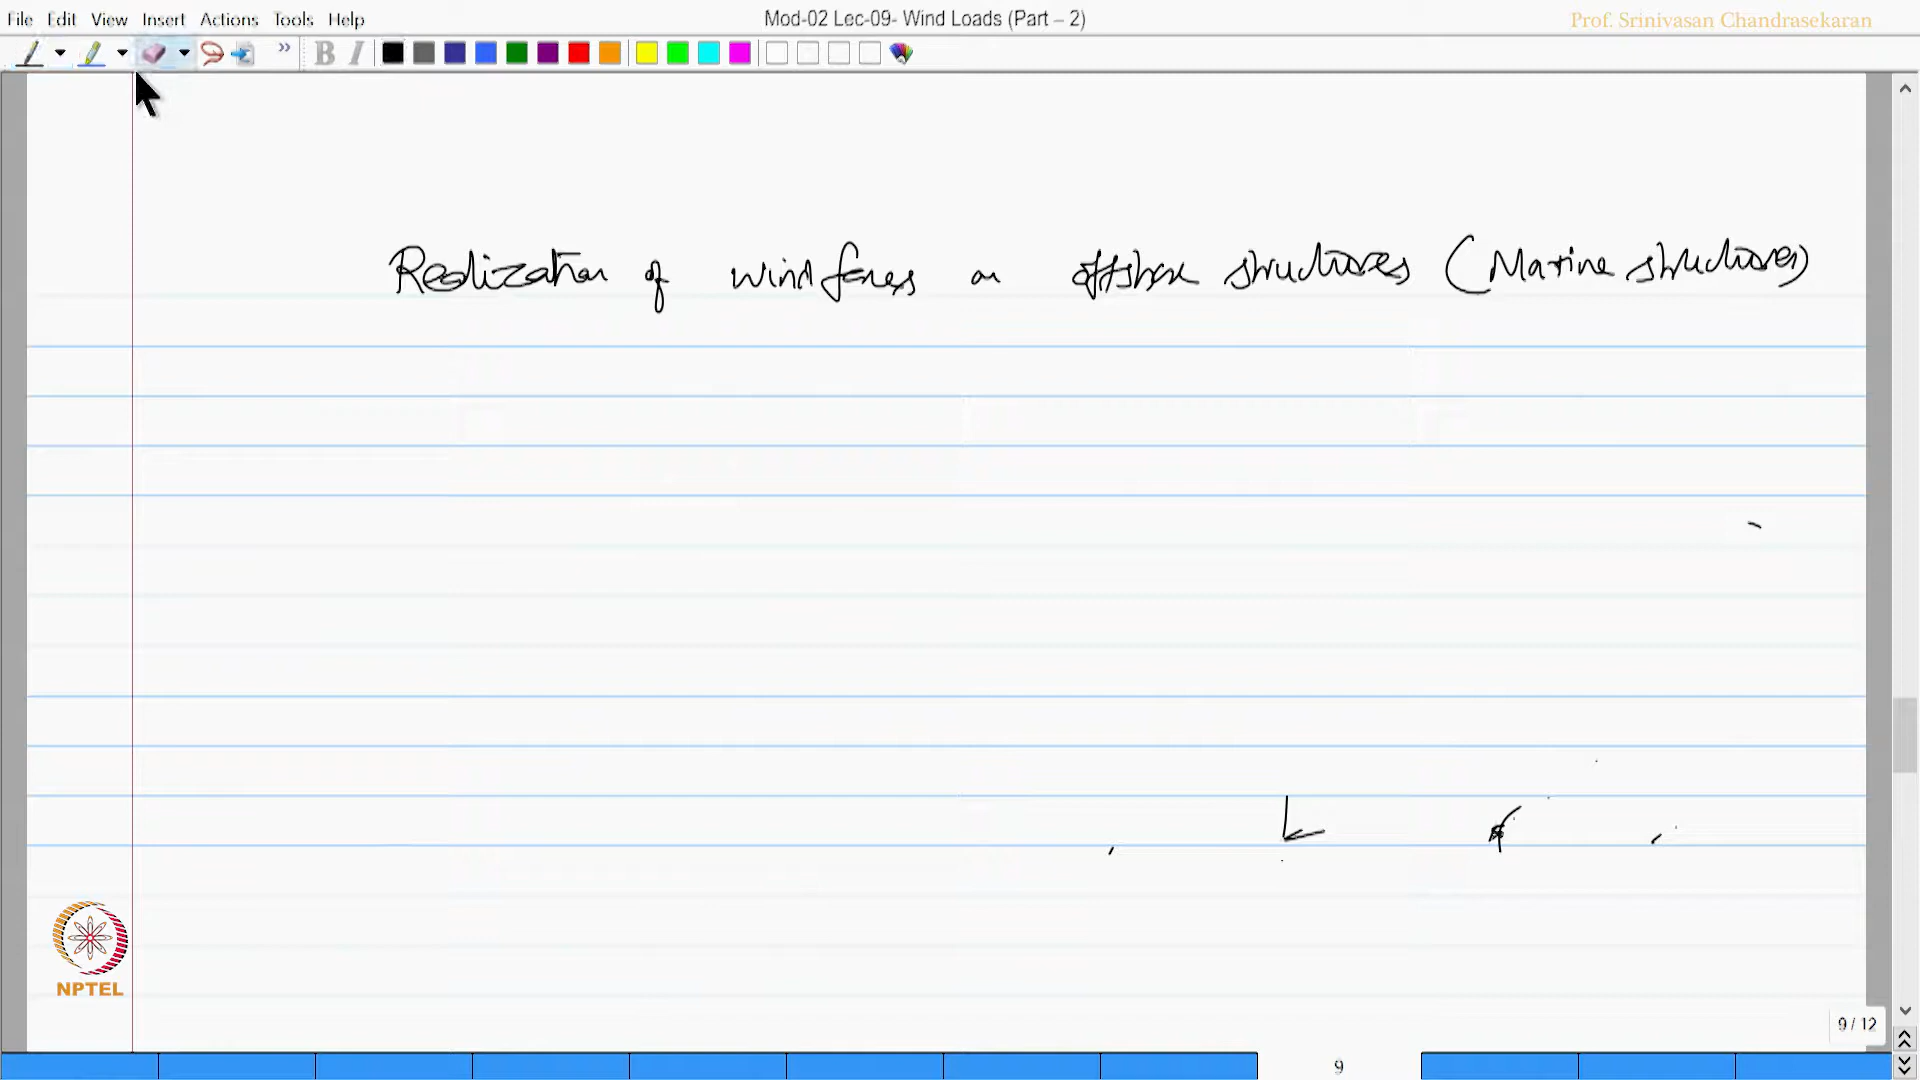 File Edit View Insert Actions Tools Help
Mod-02 Lec-09- Wind Loads (Part – 2)
Prof. Srinivasan Chandrasekaran
B I
Realization of wind forces on offshore structures (Marine structures)
NPTEL
9 / 12
9